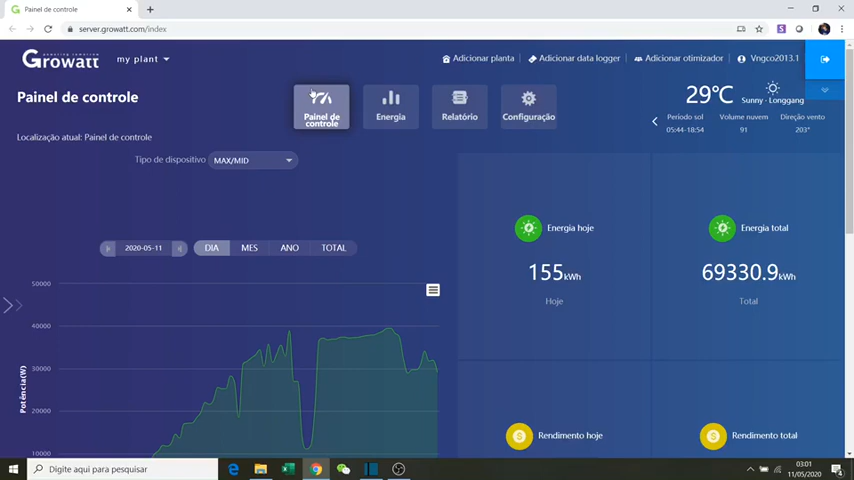 Painel de controle
server.growatt.com/index
powering tomorrow
Growatt
my plant
Adicionar planta
Adicionar data logger
Adicionar otimizador
Vngco2013.1
Painel de controle
Painel de
controle
Energia
Relatório
Configuração
29℃
Sunny · Longgang
Período sol
Volume nuvem
Direção vento
05:44-18:54
91
203°
Localização atual: Painel de controle
Tipo de dispositivo
MAX/MID
2020-05-11
DIA
MES
ANO
TOTAL
50000
40000
30000
20000
10000
Potência(W)
Energia hoje
155kWh
Hoje
Energia total
69330.9kWh
Total
Rendimento hoje
Rendimento total
Digite aqui para pesquisar
03:01
11/05/2020